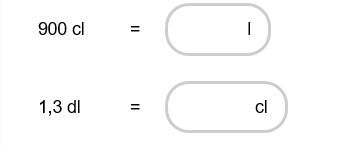 900 cl = l
1,3 dl = cl